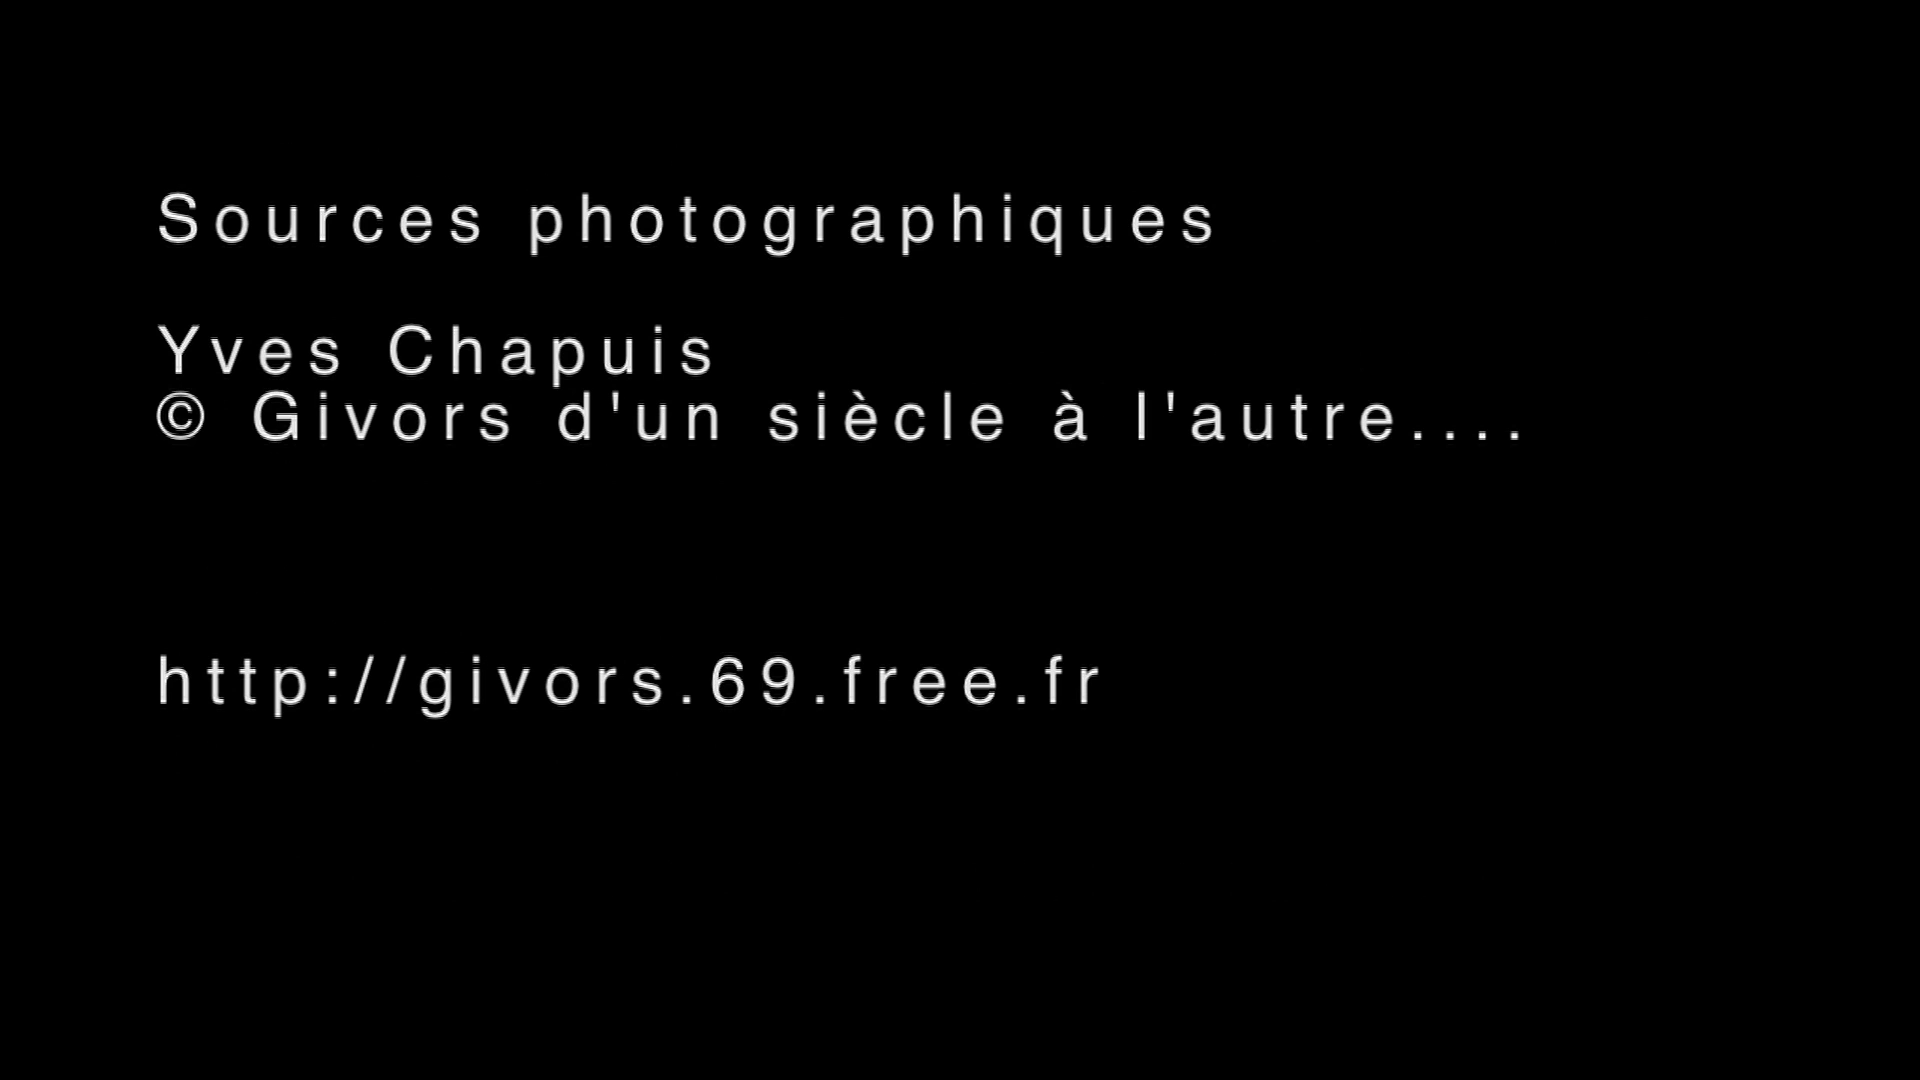 Sources photographiques
Yves Chapuis
© Givors d'un siècle à l'autre....
http://givors.69.free.fr